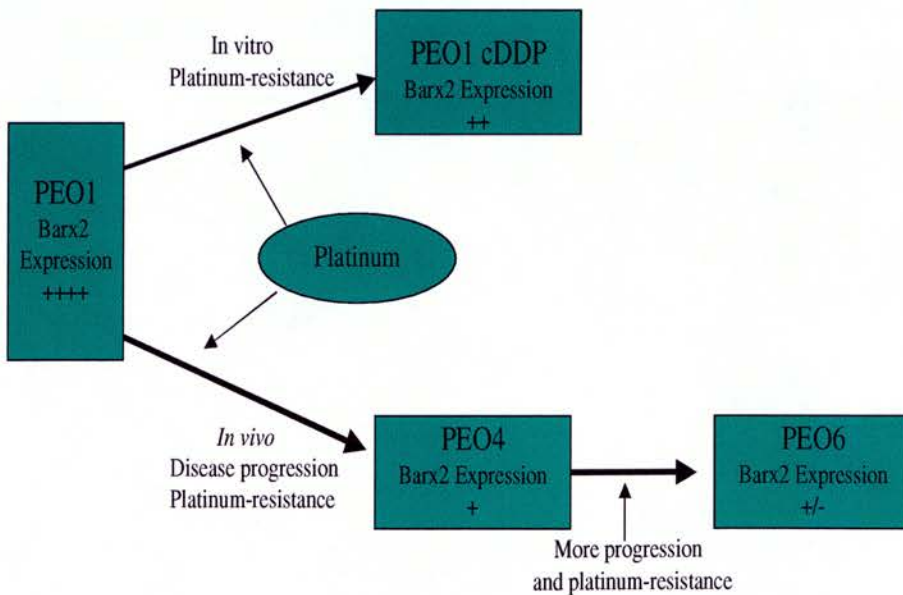 In vitro
Platinum-resistance
PEO1 cDDP
Barx2 Expression
++
PEO1
Barx2
Expression
++++
Platinum
In vivo
Disease progression
Platinum-resistance
PEO4
Barx2 Expression
+
PEO6
Barx2 Expression
+/-
More progression
and platinum-resistance